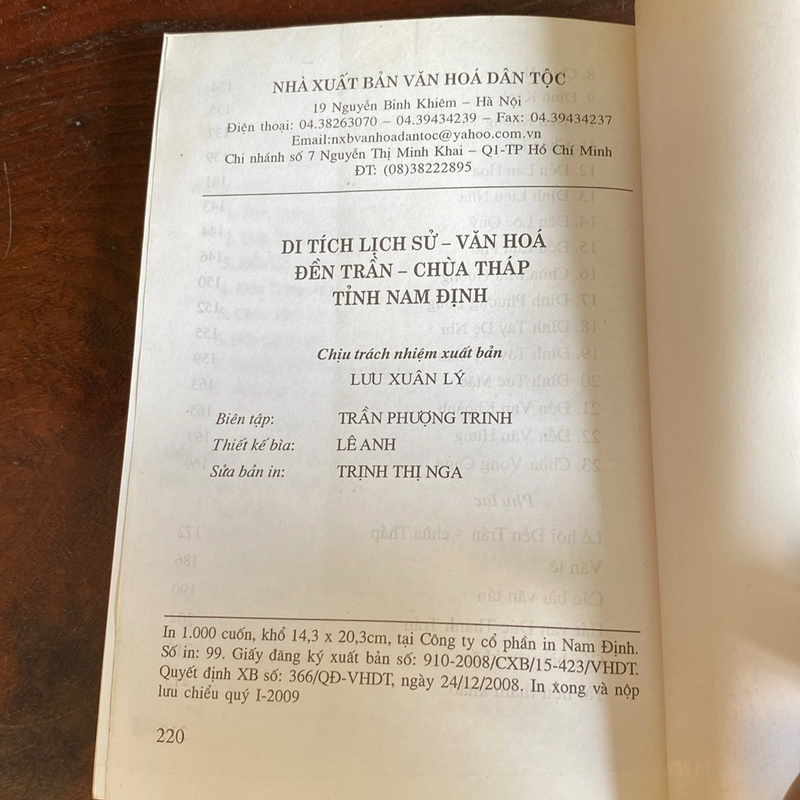 NHÀ XUẤT BẢN VĂN HOÁ DÂN TỘC
19 Nguyễn Bỉnh Khiêm – Hà Nội
Điện thoại: 04.38263070 – 04.39434239 – Fax: 04.39434237
Email:nxbvanhoadantoc@yahoo.com.vn
Chi nhánh số 7 Nguyễn Thị Minh Khai – Q1-TP Hồ Chí Minh
ĐT: (08)38222895
DI TÍCH LỊCH SỬ – VĂN HOÁ
ĐỀN TRẦN – CHÙA THÁP
TỈNH NAM ĐỊNH
Chịu trách nhiệm xuất bản
LƯU XUÂN LÝ
Biên tập: TRẦN PHƯỢNG TRINH
Thiết kế bìa: LÊ ANH
Sửa bản in: TRỊNH THỊ NGA
In 1.000 cuốn, khổ 14,3 x 20,3cm, tại Công ty cổ phần in Nam Định.
Số in: 99. Giấy đăng ký xuất bản số: 910-2008/CXB/15-423/VHDT.
Quyết định XB số: 366/QĐ-VHDT, ngày 24/12/2008. In xong và nộp
lưu chiểu quý I-2009
220